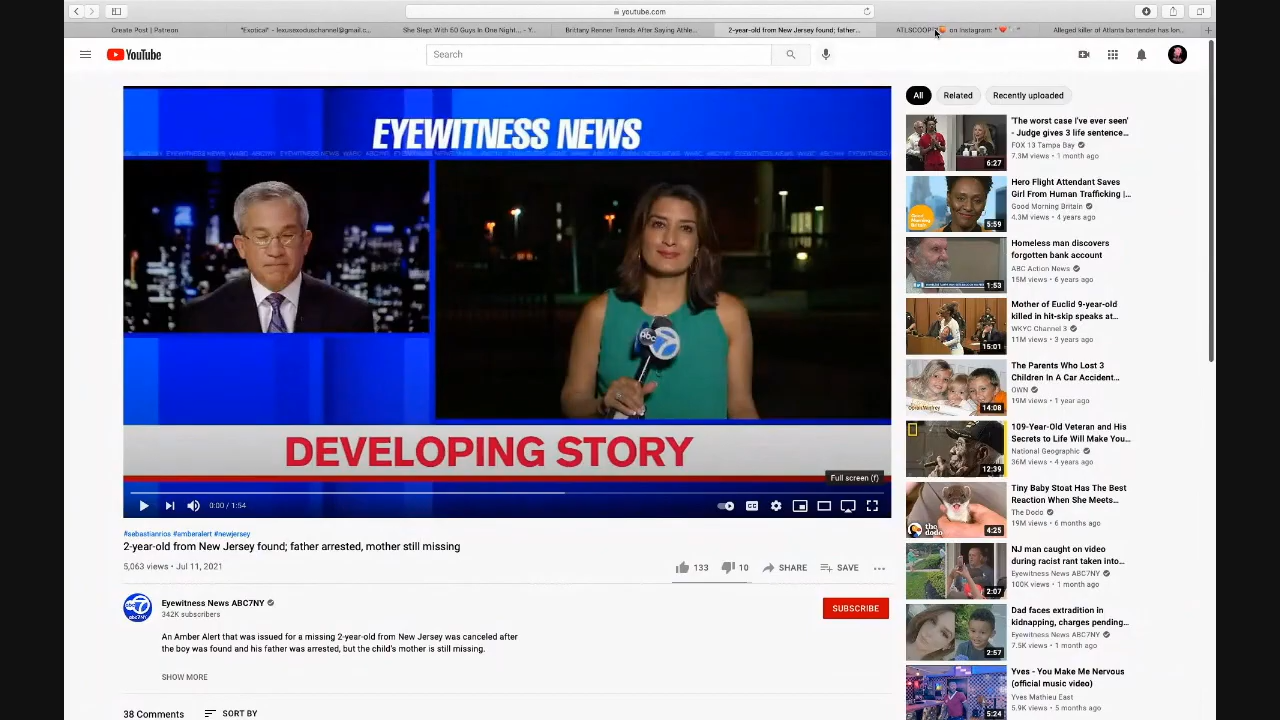 youtube.com
Create Post | Patreon
"Exotical" - lexusexoduschannel@gmail.c...
She Slept With 60 Guys In One Night... - Y...
Brittany Renner Trends After Saying Athle...
2-year-old from New Jersey found; father...
on Instagram: "
Alleged killer of Atlanta bartender has lon...
YouTube
Search
All
Related
Recently uploaded
EYEWITNESS NEWS
abc 7
DEVELOPING STORY
Full screen (f)
0:00 / 1:54
CC
#sebastianrios #amberalert #newjersey
2-year-old from New Jersey found; father arrested, mother still missing
5,063 views • Jul 11, 2021
133
10
SHARE
SAVE
Eyewitness News ABC7NY
342K subscribers
SUBSCRIBE
An Amber Alert that was issued for a missing 2-year-old from New Jersey was canceled after
the boy was found and his father was arrested, but the child's mother is still missing.
SHOW MORE
38 Comments
SORT BY
'The worst case I've ever seen'
- Judge gives 3 life sentence...
FOX 13 Tampa Bay
7.3M views • 1 month ago
6:27
Hero Flight Attendant Saves
Girl From Human Trafficking |...
Good Morning Britain
4.3M views • 4 years ago
5:59
Homeless man discovers
forgotten bank account
ABC Action News
15M views • 6 years ago
1:53
Mother of Euclid 9-year-old
killed in hit-skip speaks at...
WKYC Channel 3
11M views • 3 years ago
15:01
The Parents Who Lost 3
Children In A Car Accident...
OWN
19M views • 1 year ago
14:08
109-Year-Old Veteran and His
Secrets to Life Will Make You...
National Geographic
36M views • 4 years ago
12:39
Tiny Baby Stoat Has The Best
Reaction When She Meets...
The Dodo
19M views • 6 months ago
the dodo
4:25
NJ man caught on video
during racist rant taken into...
Eyewitness News ABC7NY
100K views • 1 month ago
2:07
Dad faces extradition in
kidnapping, charges pending...
Eyewitness News ABC7NY
7.5K views • 1 month ago
2:57
Yves - You Make Me Nervous
(official music video)
Yves Mathieu East
5.9K views • 5 months ago
5:24